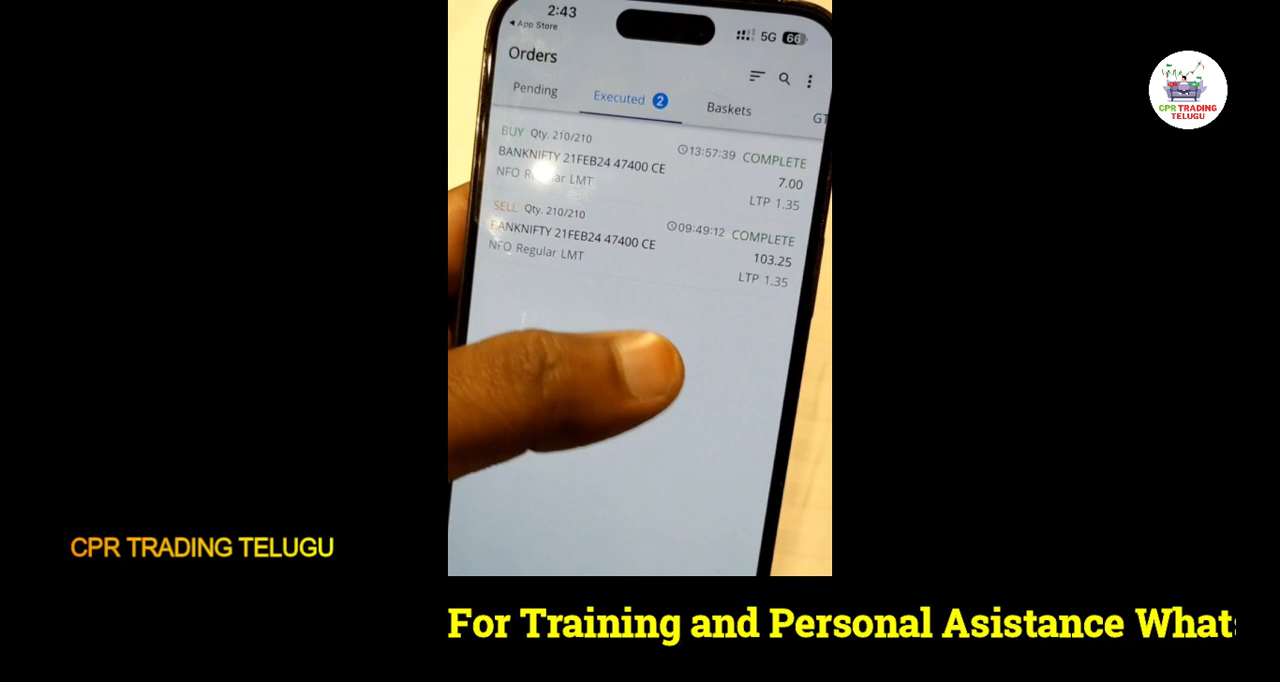 2:43
App Store
5G 66
Orders
Pending Executed 2 Baskets
BUY Qty. 210/210 13:57:39 COMPLETE
BANKNIFTY 21FEB24 47400 CE 7.00
NFO LMT LTP 1.35
SELL Qty. 210/210 09:49:12 COMPLETE
BANKNIFTY 21FEB24 47400 CE 103.25
NFO Regular LMT LTP 1.35
CPR TRADING
TELUGU
CPR TRADING TELUGU
For Training and Personal Asistance